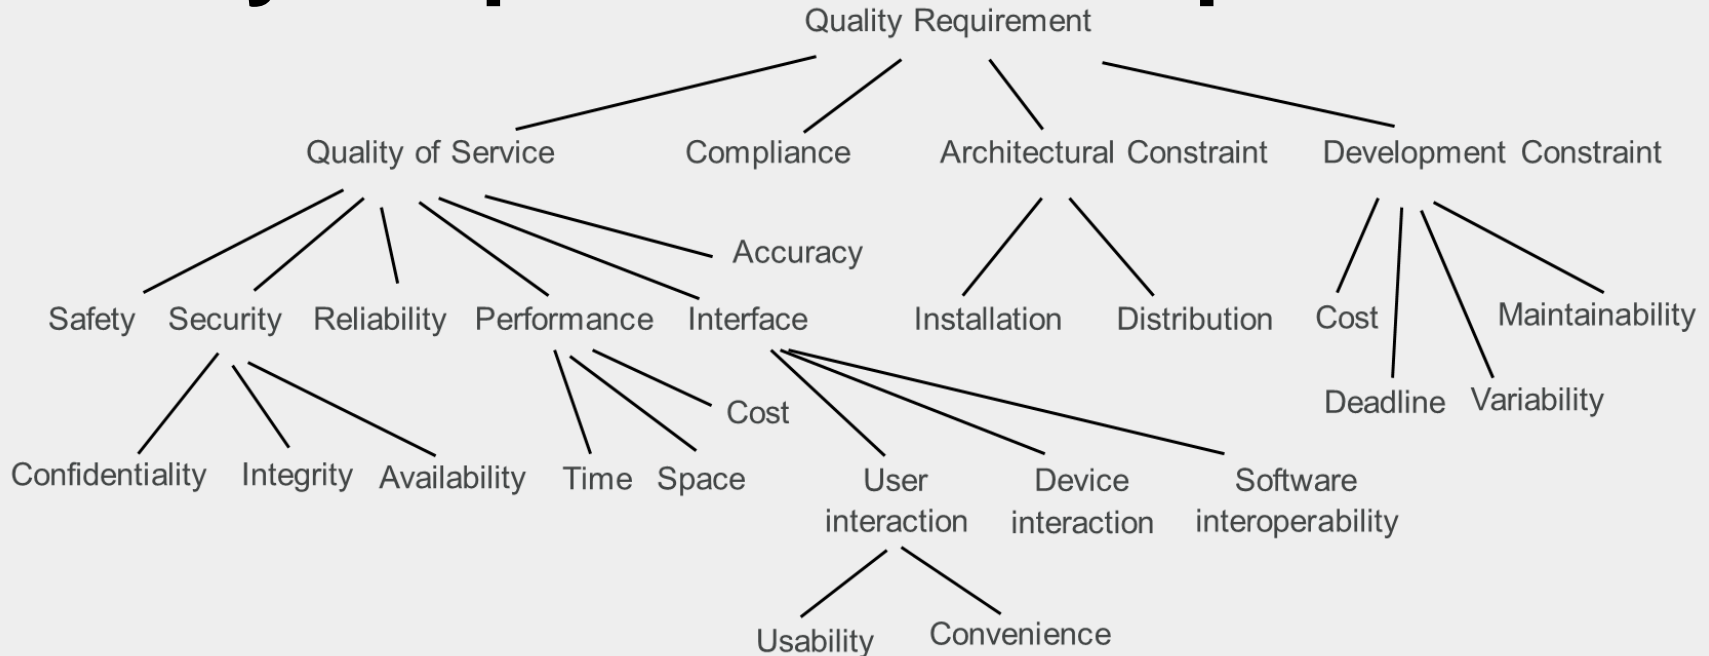 Quality Requirement
Quality of Service
Compliance
Architectural Constraint
Development Constraint
Accuracy
Safety
Security
Reliability
Performance
Interface
Installation
Distribution
Cost
Maintainability
Deadline
Variability
Cost
Confidentiality
Integrity
Availability
Time
Space
User
interaction
Device
interaction
Software
interoperability
Usability
Convenience